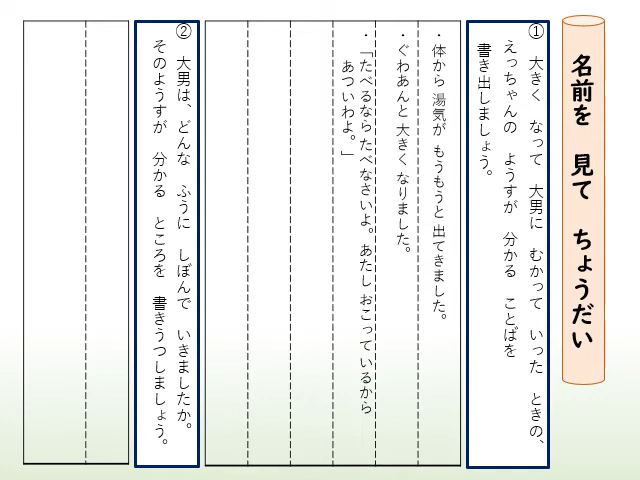 名前を 見て ちょうだい
① 大きく なって 大男に むかって いった ときの、
えっちゃんの ようすが 分かる ことばを
書き出しましょう。
・体から 湯気が もうもうと 出てきました。
・ぐわあんと 大きく なりました。
・「たべるなら たべなさいよ。あたし おこって いるから
あついわよ。」
② 大男は、どんな ふうに しぼんで いきましたか。
そのようすが 分かる ところを 書きうつしましょう。